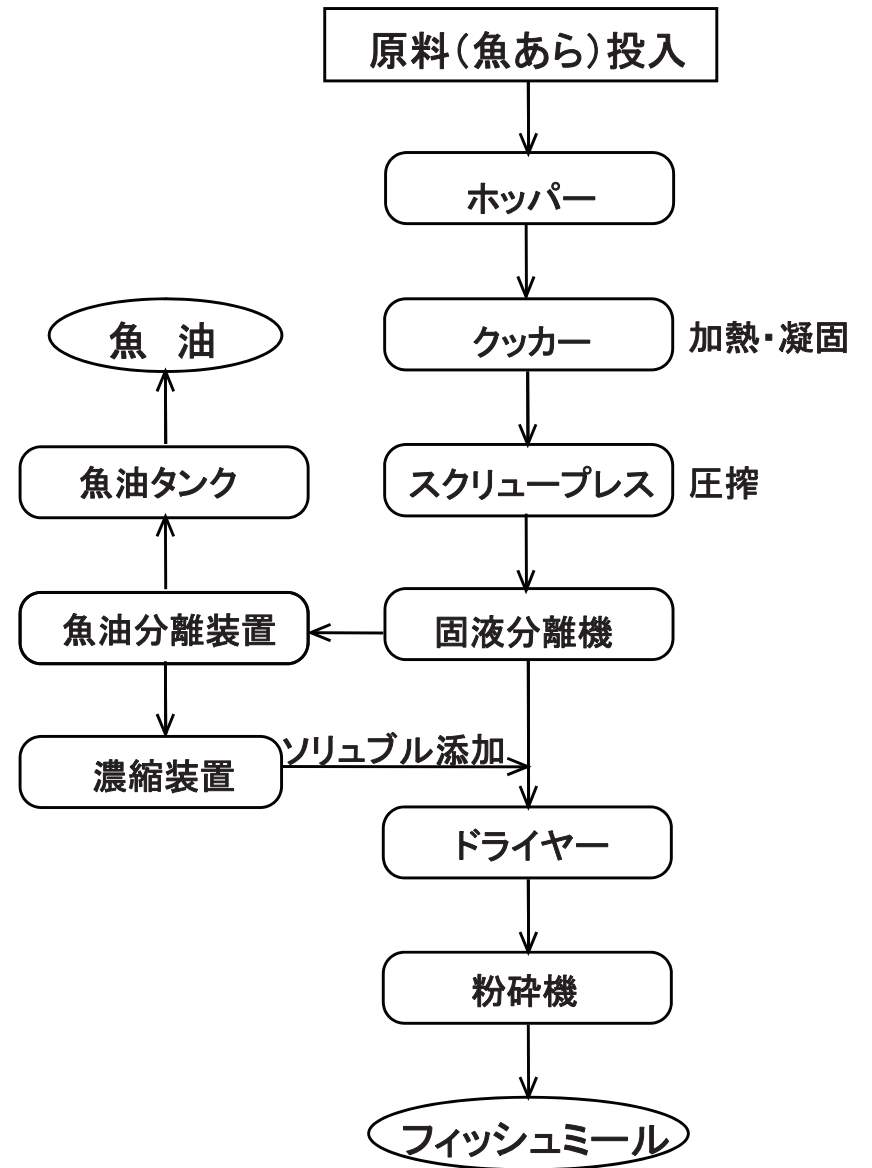 原料（魚あら）投入
ホッパー
クッカー
加熱・凝固
魚　油
魚油タンク
スクリュープレス
圧搾
魚油分離装置
固液分離機
ソリュブル添加
濃縮装置
ドライヤー
粉砕機
フィッシュミール